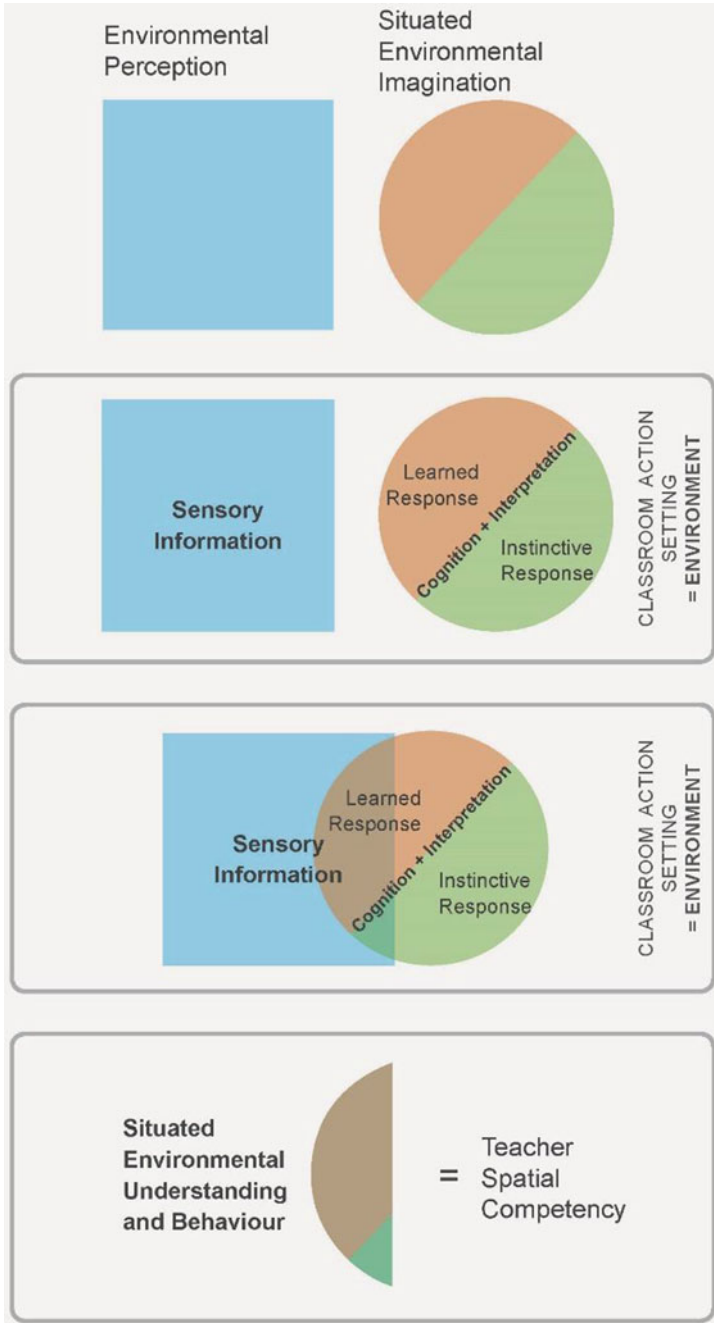 Environmental
Perception
Situated
Environmental
Imagination
Sensory
Information
Learned
Response
Cognition + Interpretation
Instinctive
Response
CLASSROOM ACTION
SETTING
= ENVIRONMENT
Sensory
Information
Learned
Response
Cognition + Interpretation
Instinctive
Response
CLASSROOM ACTION
SETTING
= ENVIRONMENT
Situated
Environmental
Understanding
and Behaviour
=
Teacher
Spatial
Competency